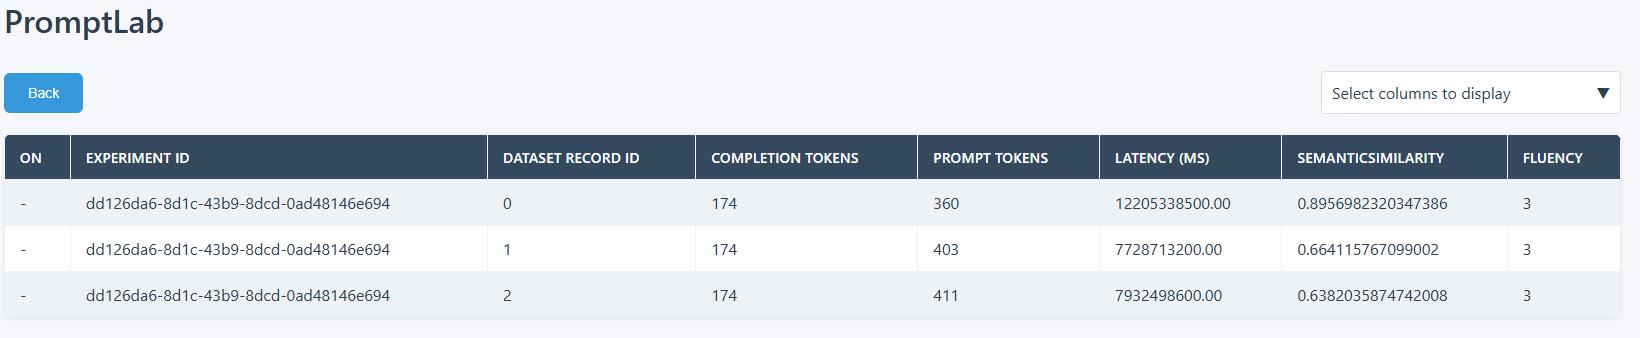 PromptLab
Back
Select columns to display ▼
ON EXPERIMENT ID DATASET RECORD ID COMPLETION TOKENS PROMPT TOKENS LATENCY (MS) SEMANTICSIMILARITY FLUENCY
- dd126da6-8d1c-43b9-8dcd-0ad48146e694 0 174 360 12205338500.00 0.8956982320347386 3
- dd126da6-8d1c-43b9-8dcd-0ad48146e694 1 174 403 7728713200.00 0.664115767099002 3
- dd126da6-8d1c-43b9-8dcd-0ad48146e694 2 174 411 7932498600.00 0.6382035874742008 3